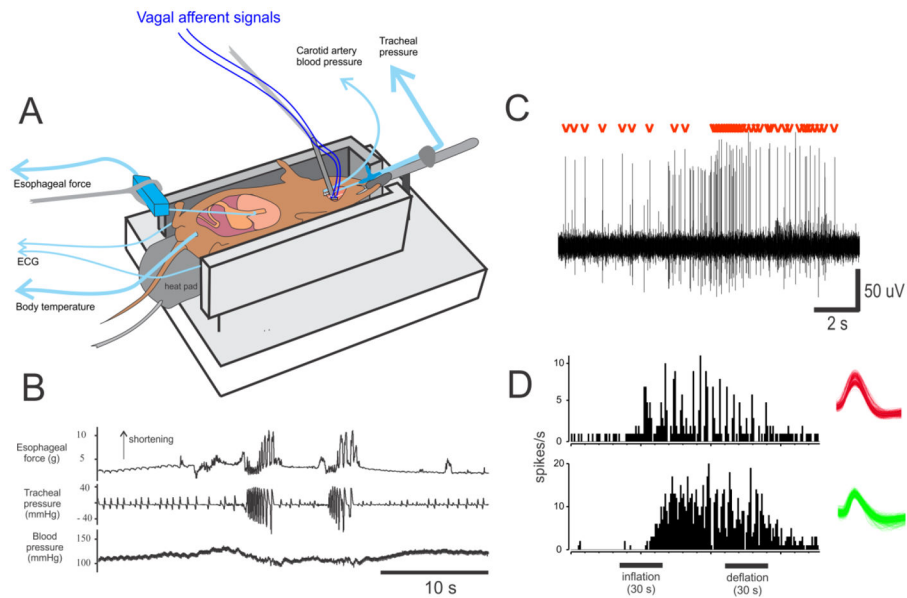 Vagal afferent signals
A
Carotid artery
blood pressure
Tracheal
pressure
Esophageal force
ECG
heat pad
Body temperature
B
shortening
Esophageal
force (g)
10
5
Tracheal
pressure
(mmHg)
40
0
- 40
Blood
pressure
(mmHg)
150
100
10 s
C
50 uV
2 s
D
spikes/s
10
5
0
20
10
0
inflation
(30 s)
deflation
(30 s)